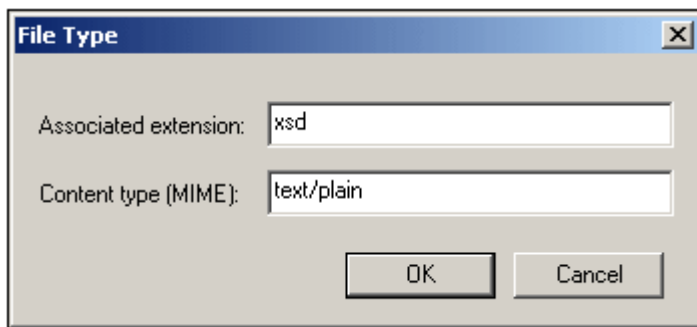 File Type
Associated extension: xsd
Content type (MIME): text/plain
OK Cancel